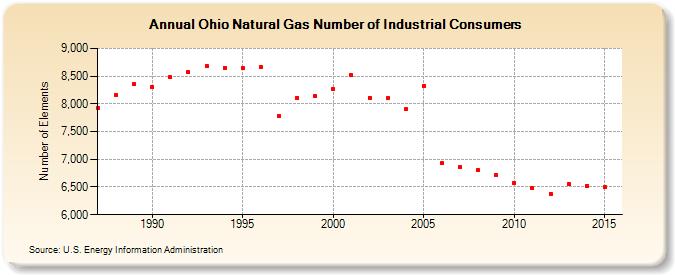 Annual Ohio Natural Gas Number of Industrial Consumers
Number of Elements
9,000
8,500
8,000
7,500
7,000
6,500
6,000
1990 1995 2000 2005 2010 2015
Source: U.S. Energy Information Administration